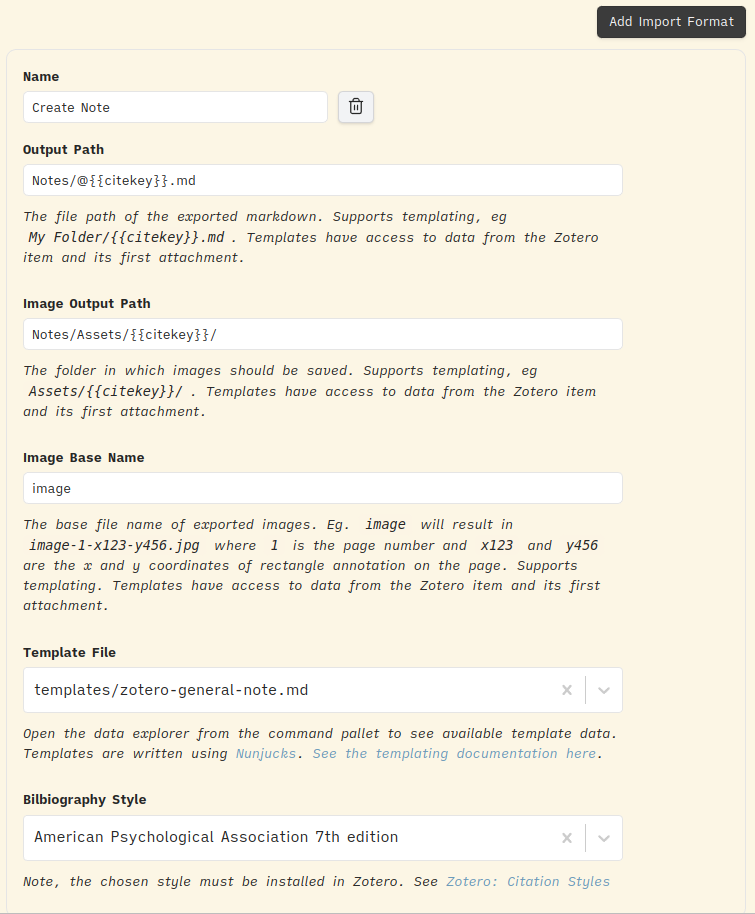 Add Import Format
Name
Create Note
Output Path
Notes/@{{citekey}}.md
The file path of the exported markdown. Supports templating, eg
My Folder/{{citekey}}.md . Templates have access to data from the Zotero
item and its first attachment.
Image Output Path
Notes/Assets/{{citekey}}/
The folder in which images should be saved. Supports templating, eg
Assets/{{citekey}}/ . Templates have access to data from the Zotero item
and its first attachment.
Image Base Name
image
The base file name of exported images. Eg. image will result in
image-1-x123-y456.jpg where 1 is the page number and x123 and y456
are the x and y coordinates of rectangle annotation on the page. Supports
templating. Templates have access to data from the Zotero item and its first
attachment.
Template File
templates/zotero-general-note.md
Open the data explorer from the command pallet to see available template data.
Templates are written using Nunjucks. See the templating documentation here.
Bilbiography Style
American Psychological Association 7th edition
Note, the chosen style must be installed in Zotero. See Zotero: Citation Styles